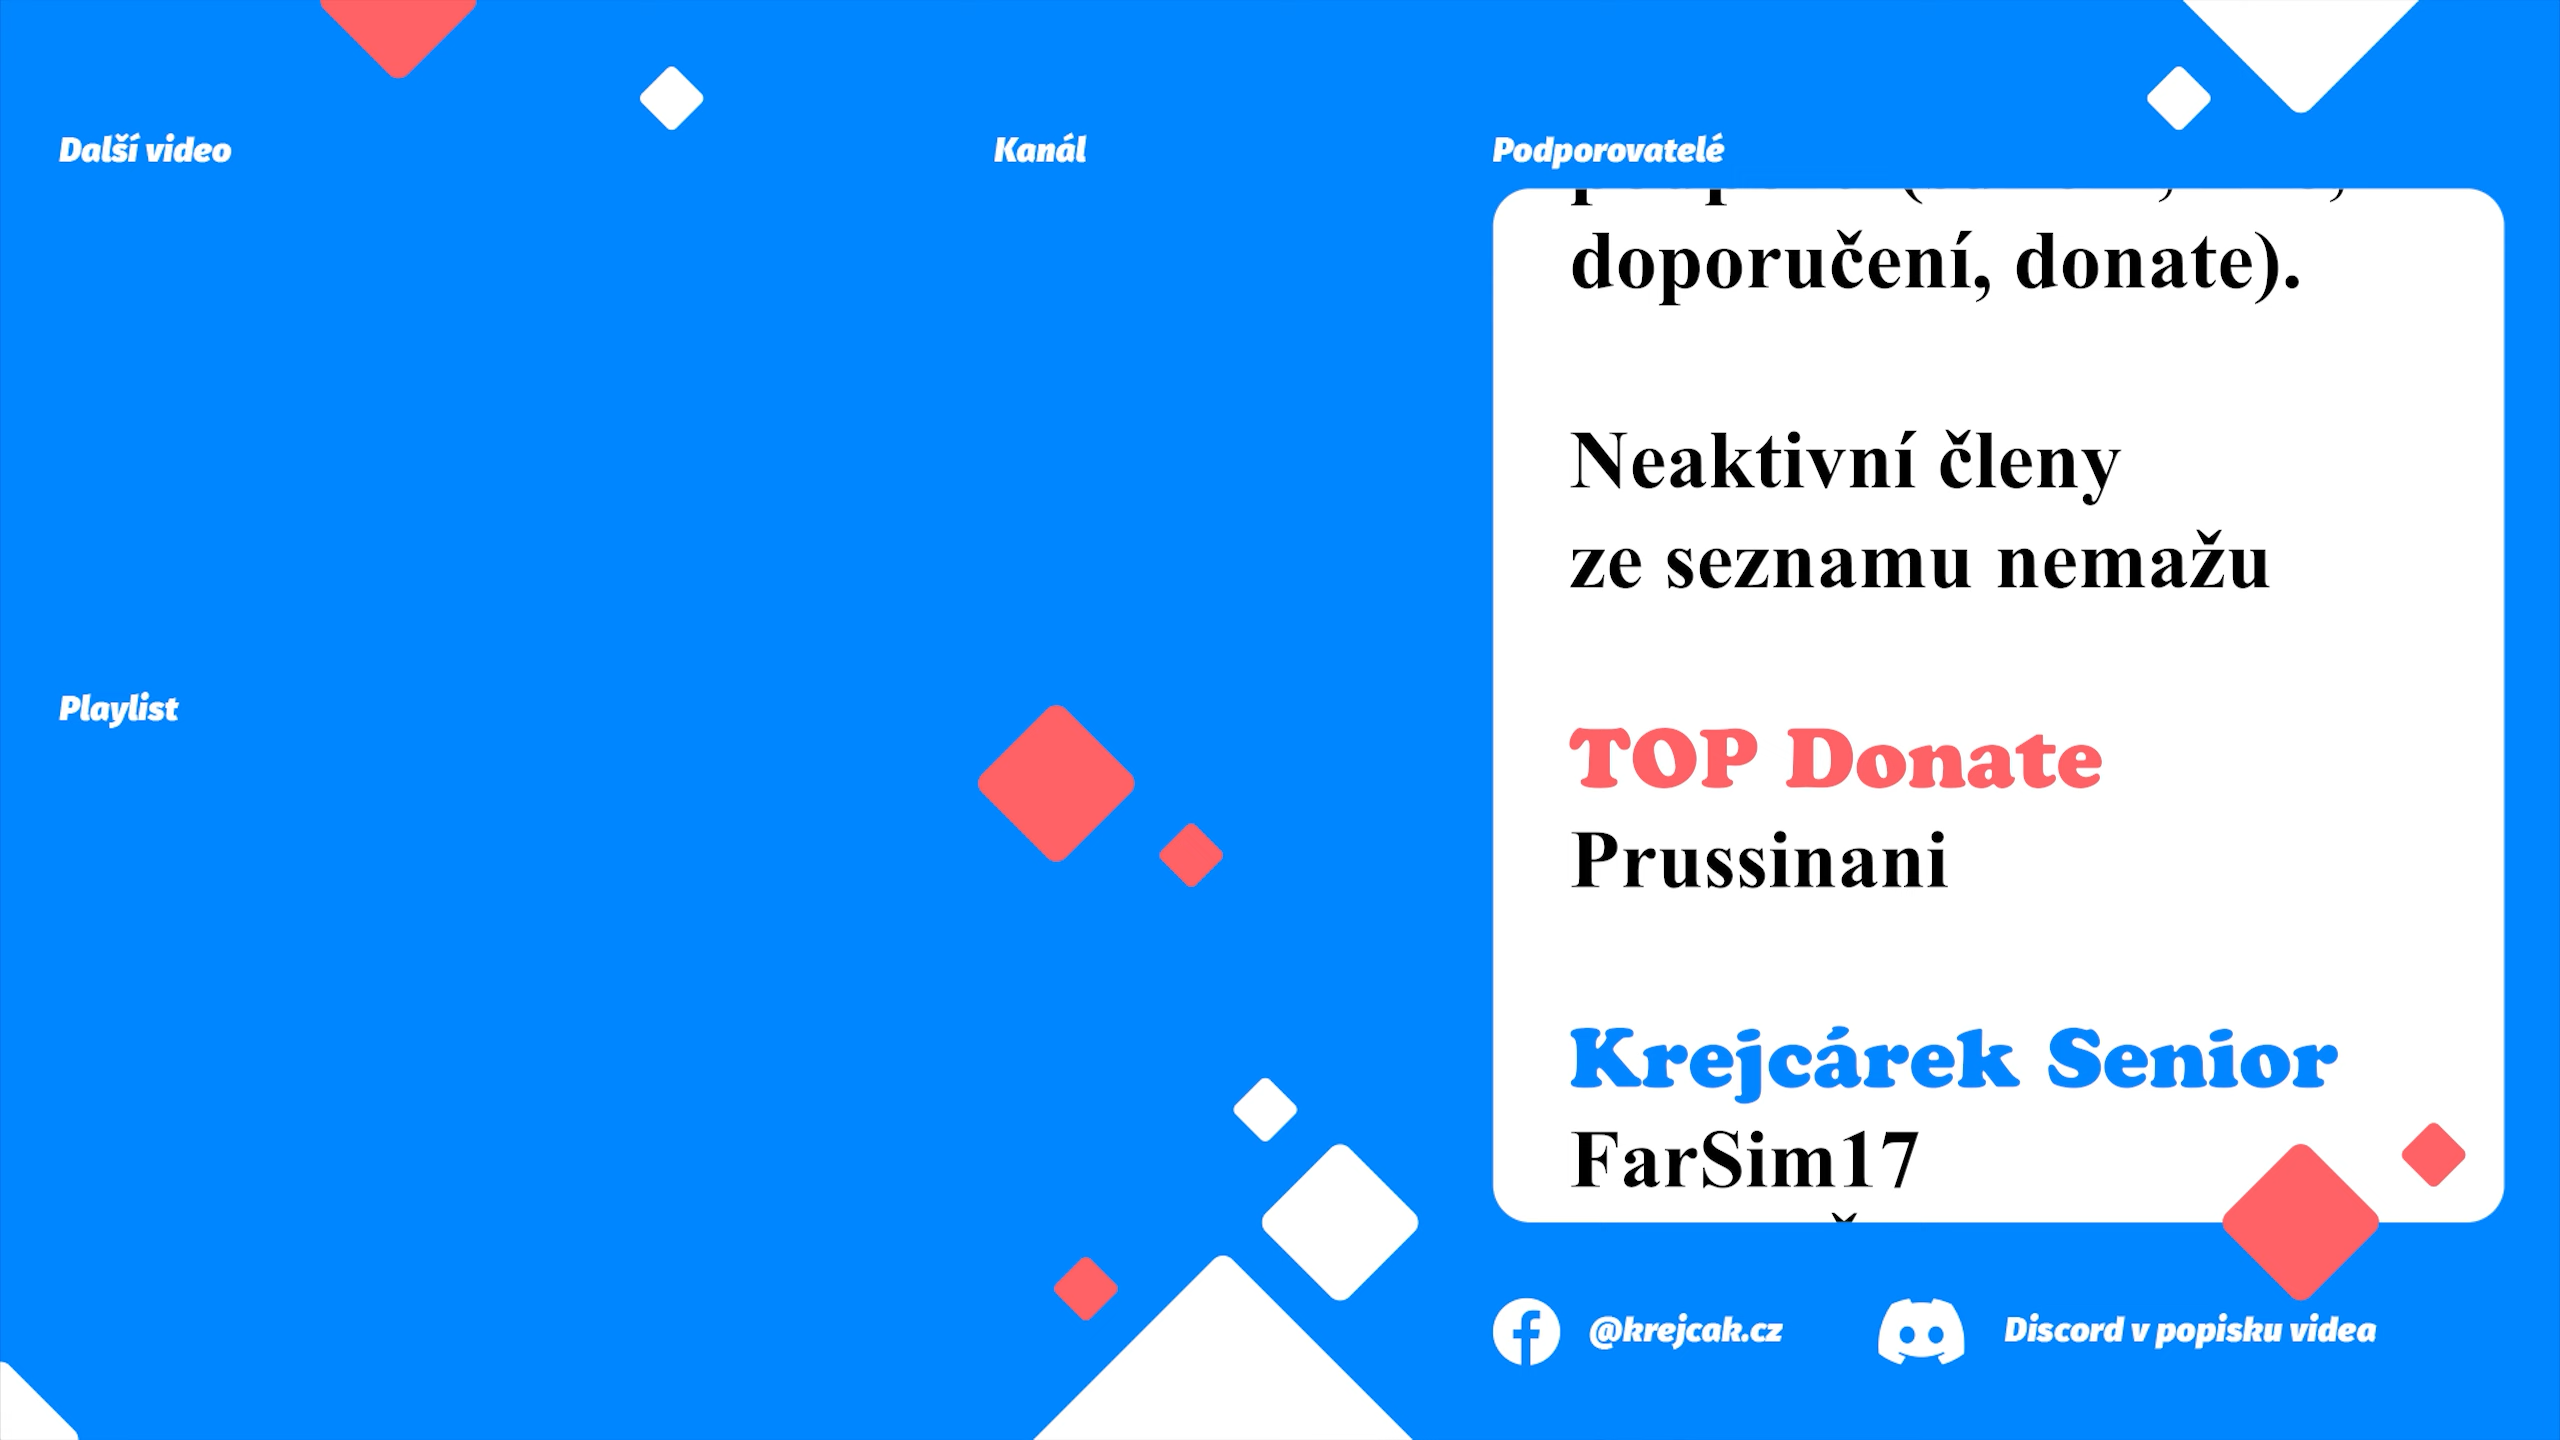 Další video
Kanál
Podporovatelé
doporučení, donate).
Neaktivní členy
ze seznamu nemažu
TOP Donate
Prussinani
Krejcárek Senior
FarSim17
Playlist
@krejcak.cz
Discord v popisku videa